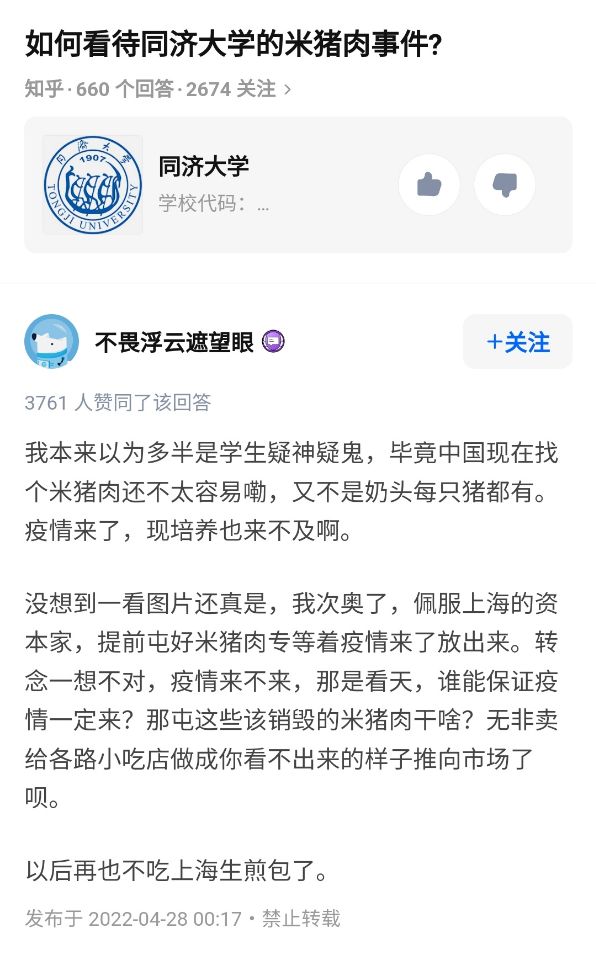 如何看待同济大学的米猪肉事件?
知乎·660 个回答·2674 关注 >
同济大学
1907
TONGJI UNIVERSITY
同济大学
学校代码：...
不畏浮云遮望眼
+关注
3761 人赞同了该回答
我本来以为多半是学生疑神疑鬼，毕竟中国现在找
个米猪肉还不太容易嘞，又不是奶头每只猪都有。
疫情来了，现培养也来不及啊。
没想到一看图片还真是，我次奥了，佩服上海的资
本家，提前屯好米猪肉专等着疫情来了放出来。转
念一想不对，疫情来不来，那是看天，谁能保证疫
情一定来？那屯这些该销毁的米猪肉干啥？无非卖
给各路小吃店做成你看不出来的样子推向市场了
呗。
以后再也不吃上海生煎包了。
发布于 2022-04-28 00:17・禁止转载